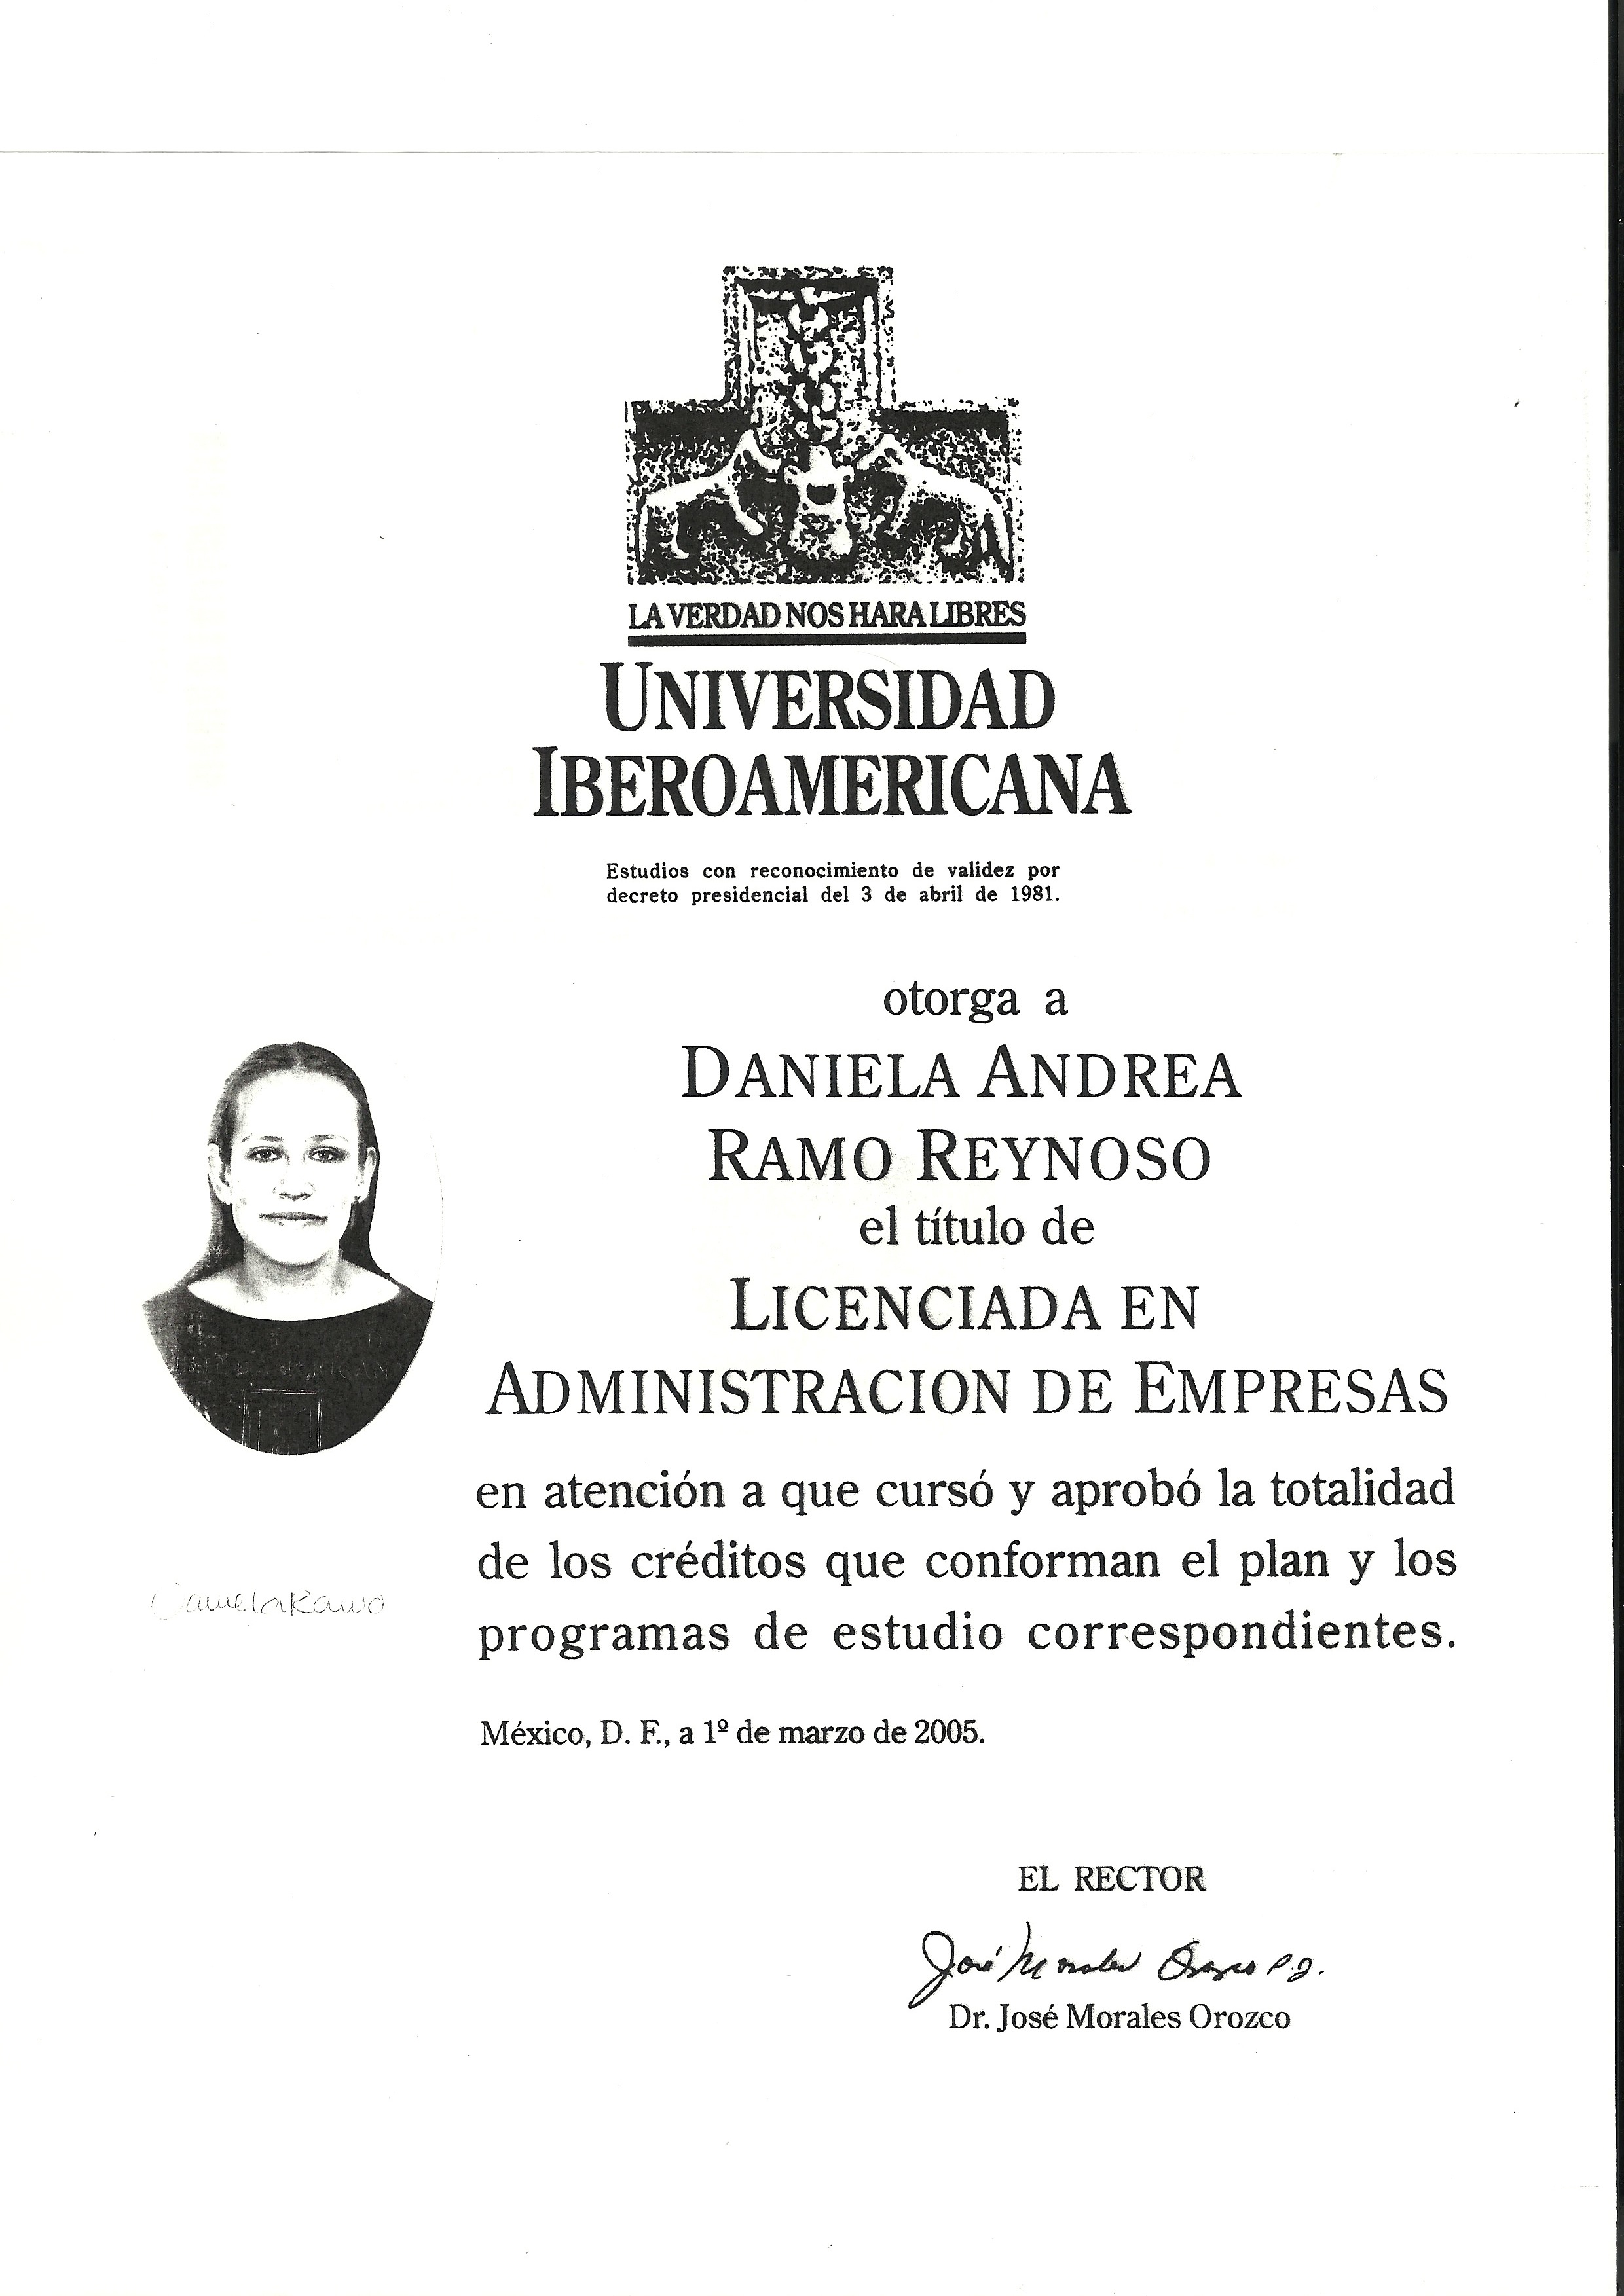 LA VERDAD NOS HARA LIBRES
UNIVERSIDAD
IBEROAMERICANA
Estudios con reconocimiento de validez por
decreto presidencial del 3 de abril de 1981.
otorga a
DANIELA ANDREA
RAMO REYNOSO
el título de
LICENCIADA EN
ADMINISTRACION DE EMPRESAS
en atención a que cursó y aprobó la totalidad
de los créditos que conforman el plan y los
programas de estudio correspondientes.
Daniela Ramo
México, D. F., a 1º de marzo de 2005.
EL RECTOR
José Morales Orozco s.j.
Dr. José Morales Orozco